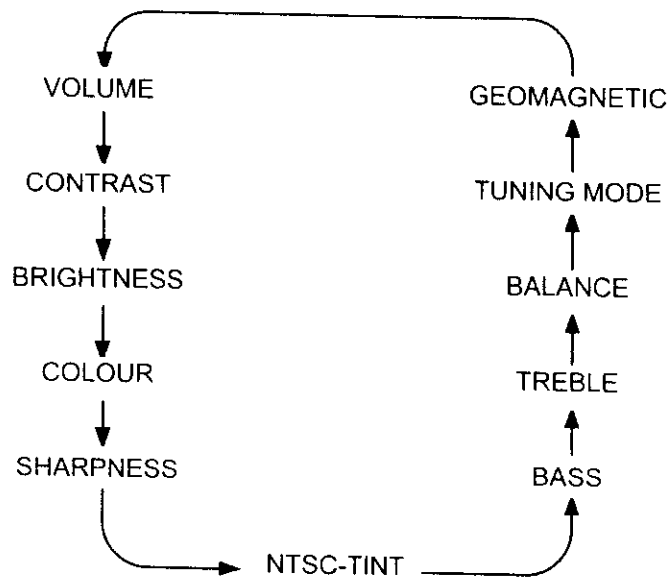 VOLUME
CONTRAST
BRIGHTNESS
COLOUR
SHARPNESS
NTSC-TINT
BASS
TREBLE
BALANCE
TUNING MODE
GEOMAGNETIC